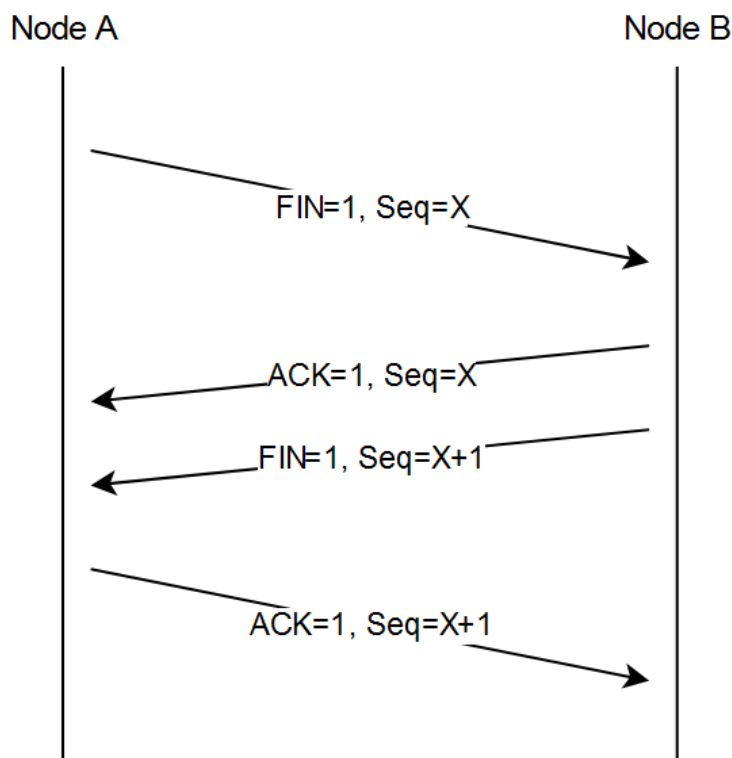 Node A
Node B
FIN=1, Seq=X
ACK=1, Seq=X
FIN=1, Seq=X+1
ACK=1, Seq=X+1